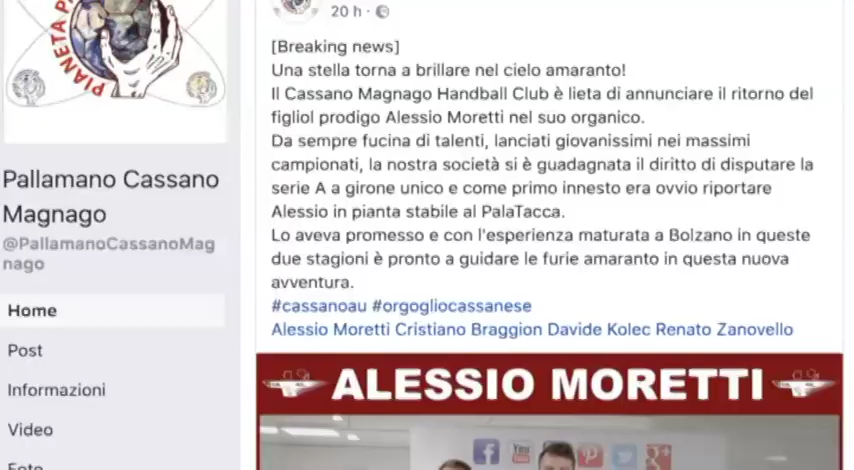 PIANETA P
Pallamano Cassano
Magnago
@PallamanoCassanoMag
nago
Home
Post
Informazioni
Video
Foto
20 h ·
[Breaking news]
Una stella torna a brillare nel cielo amaranto!
Il Cassano Magnago Handball Club è lieta di annunciare il ritorno del
figliol prodigo Alessio Moretti nel suo organico.
Da sempre fucina di talenti, lanciati giovanissimi nei massimi
campionati, la nostra società si è guadagnata il diritto di disputare la
serie A a girone unico e come primo innesto era ovvio riportare
Alessio in pianta stabile al PalaTacca.
Lo aveva promesso e con l'esperienza maturata a Bolzano in queste
due stagioni è pronto a guidare le furie amaranto in questa nuova
avventura.
#cassanoau #orgogliocassanese
Alessio Moretti Cristiano Braggion Davide Kolec Renato Zanovello
ALESSIO MORETTI
f You g+